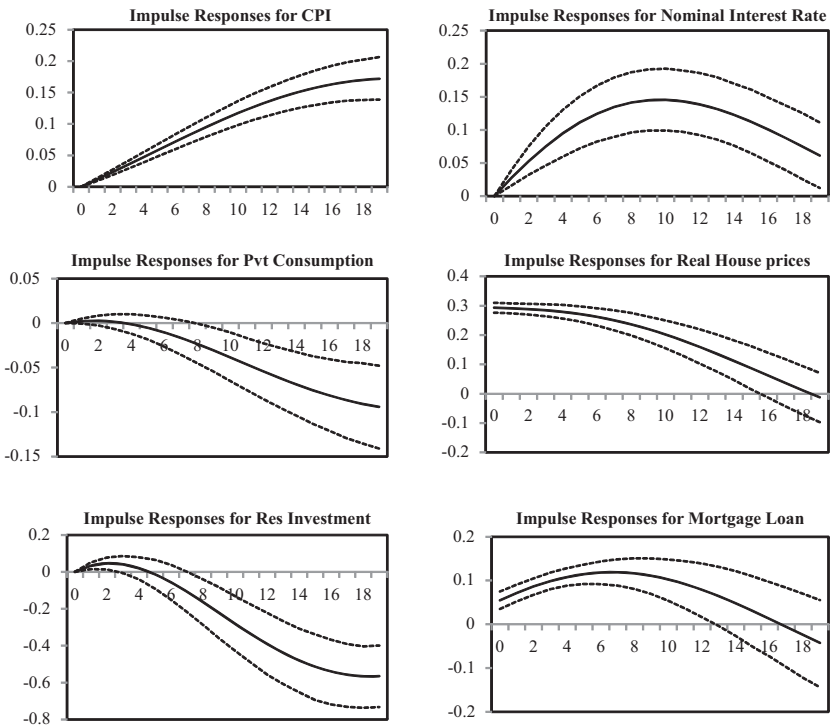 Impulse Responses for CPI
0.25
0.2
0.15
0.1
0.05
0
0 2 4 6 8 10 12 14 16 18
Impulse Responses for Nominal Interest Rate
0.25
0.2
0.15
0.1
0.05
0
0 2 4 6 8 10 12 14 16 18
Impulse Responses for Pvt Consumption
0.05
0
-0.05
-0.1
-0.15
0 2 4 6 8 10 12 14 16 18
Impulse Responses for Real House prices
0.4
0.3
0.2
0.1
0
-0.1
-0.2
0 2 4 6 8 10 12 14 16 18
Impulse Responses for Res Investment
0.2
0
-0.2
-0.4
-0.6
-0.8
0 2 4 6 8 10 12 14 16 18
Impulse Responses for Mortgage Loan
0.2
0.1
0
-0.1
-0.2
0 2 4 6 8 10 12 14 16 18